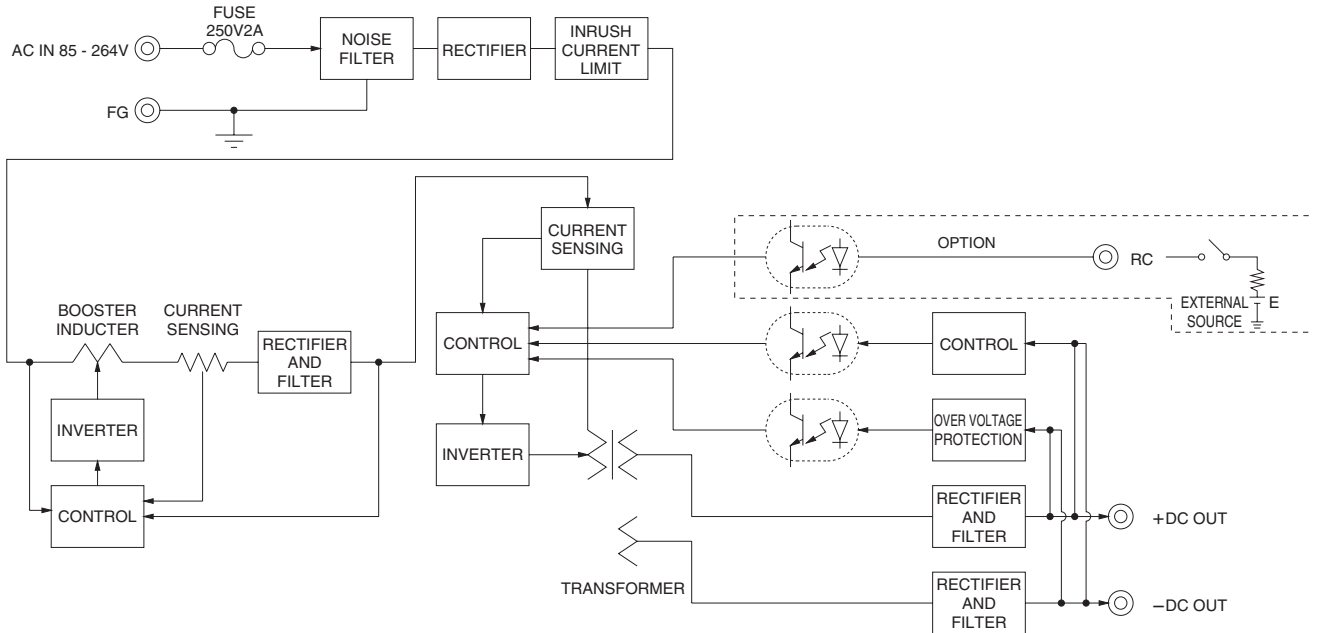 FUSE
250V2A
AC IN 85 - 264V
NOISE
FILTER
RECTIFIER
INRUSH
CURRENT
LIMIT
FG
CURRENT
SENSING
OPTION
RC
EXTERNAL
SOURCE
E
BOOSTER
INDUCTER
CURRENT
SENSING
RECTIFIER
AND
FILTER
CONTROL
CONTROL
INVERTER
INVERTER
OVER VOLTAGE
PROTECTION
CONTROL
RECTIFIER
AND
FILTER
+DC OUT
TRANSFORMER
RECTIFIER
AND
FILTER
−DC OUT